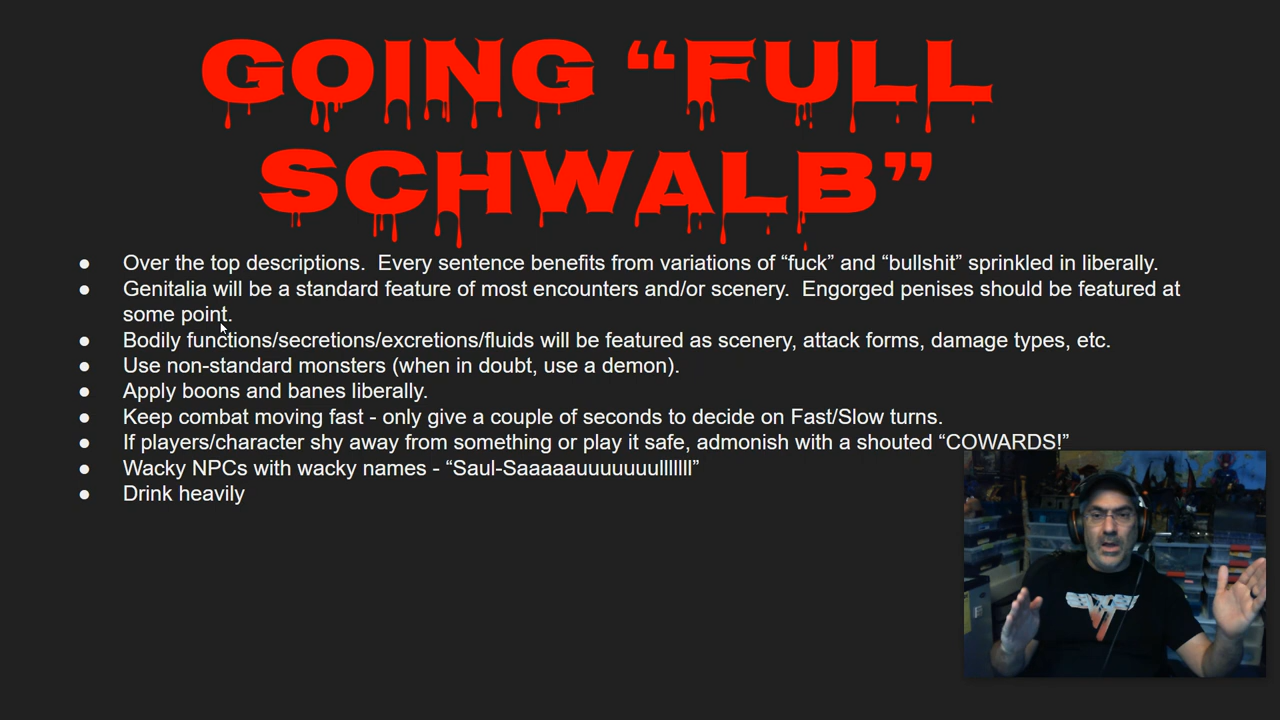 GOING “FULL
SCHWALB”
● Over the top descriptions.  Every sentence benefits from variations of “fuck” and “bullshit” sprinkled in liberally.
● Genitalia will be a standard feature of most encounters and/or scenery.  Engorged penises should be featured at
some point.
● Bodily functions/secretions/excretions/fluids will be featured as scenery, attack forms, damage types, etc.
● Use non-standard monsters (when in doubt, use a demon).
● Apply boons and banes liberally.
● Keep combat moving fast - only give a couple of seconds to decide on Fast/Slow turns.
● If players/character shy away from something or play it safe, admonish with a shouted “COWARDS!”
● Wacky NPCs with wacky names - “Saul-Saaaaauuuuuuulllllll”
● Drink heavily